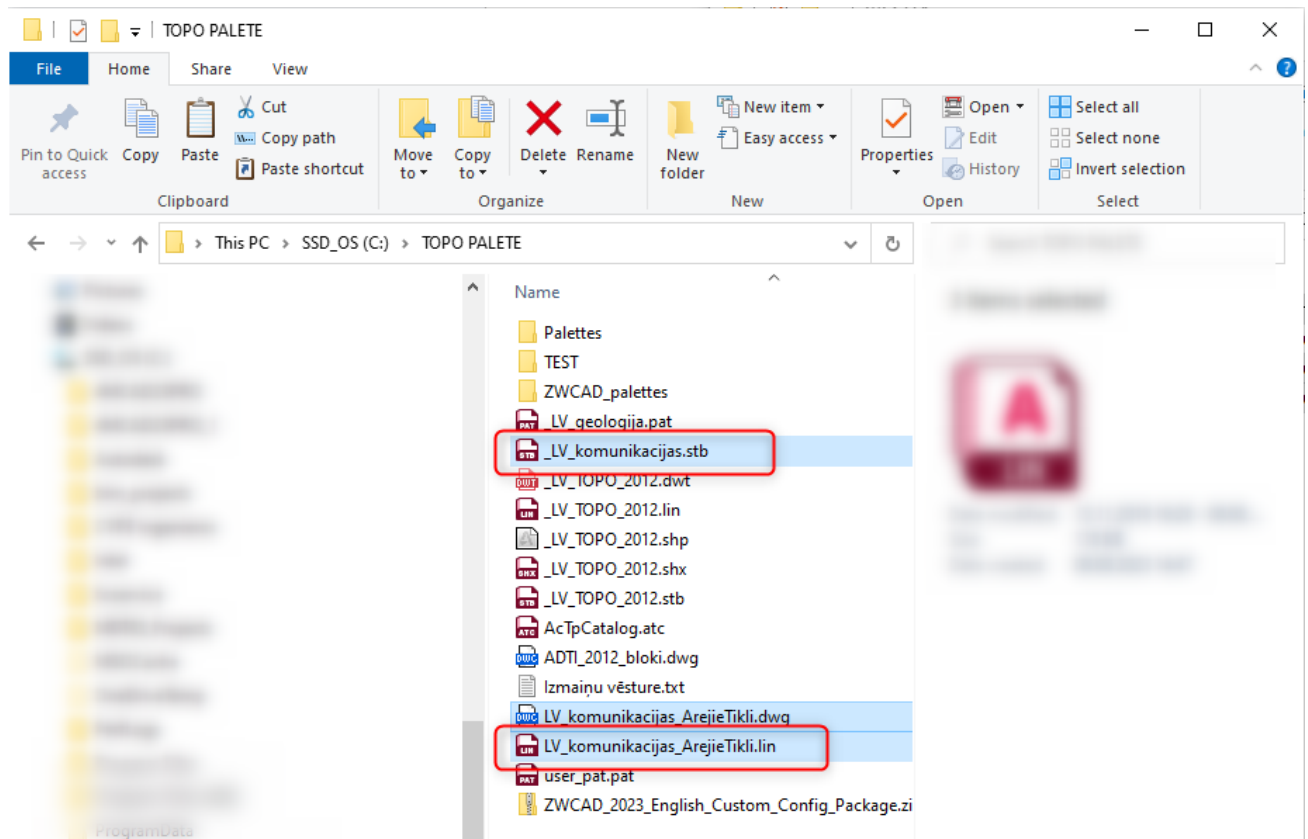 TOPO PALETE
File Home Share View
Pin to Quick access
Copy
Paste
Cut
Copy path
Paste shortcut
Clipboard
Move to
Copy to
Delete
Rename
Organize
New folder
New item
Easy access
New
Properties
Open
Edit
History
Open
Select all
Select none
Invert selection
Select
This PC > SSD_OS (C:) > TOPO PALETE
Name
Palettes
TEST
ZWCAD_palettes
_LV_geologija.pat
_LV_komunikacijas.stb
_LV_TOPO_2012.dwt
_LV_TOPO_2012.lin
_LV_TOPO_2012.shp
_LV_TOPO_2012.shx
_LV_TOPO_2012.stb
AcTpCatalog.atc
ADTI_2012_bloki.dwg
Izmaiņu vēsture.txt
LV_komunikacijas_ArejieTikli.dwg
LV_komunikacijas_ArejieTikli.lin
user_pat.pat
ZWCAD_2023_English_Custom_Config_Package.zi
ProgramData